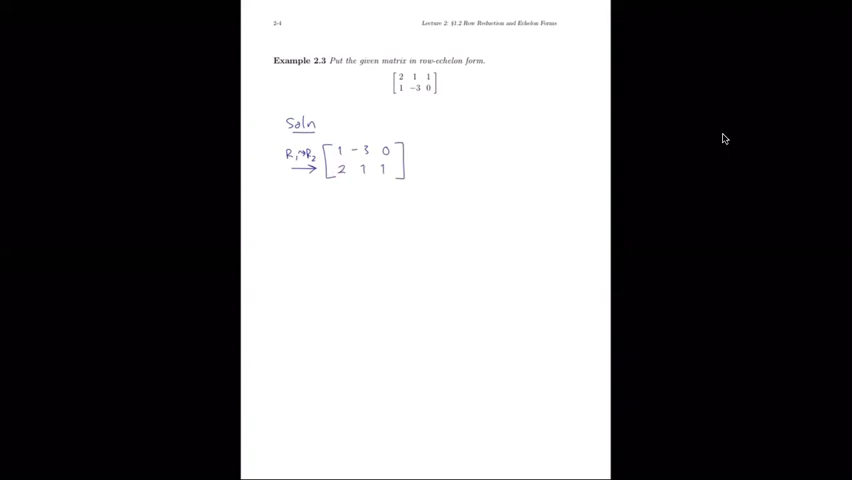 2-4 Lecture 2: §1.2 Row Reduction and Echelon Forms
Example 2.3 Put the given matrix in row-echelon form.
2 1 1
1 −3 0
Soln
R₁↔R₂ 1 −3 0
→ 2 1 1